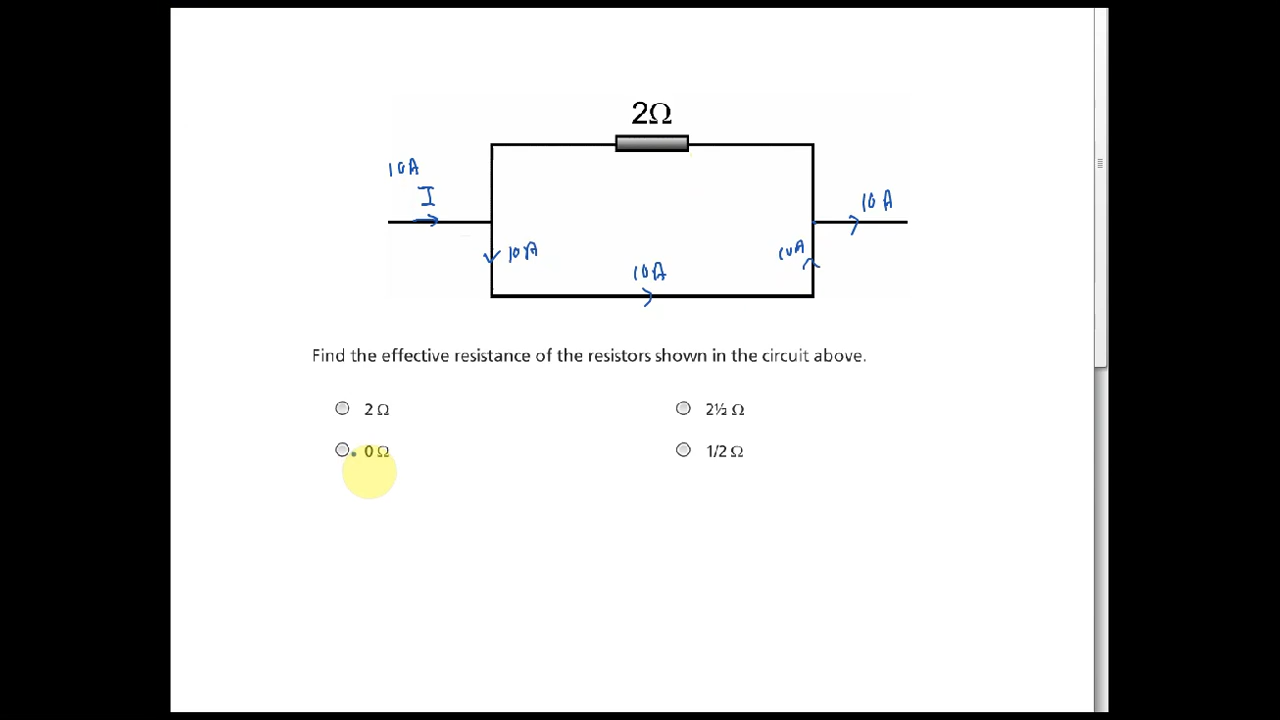 2Ω
10A
I
10A
10A
10A
10A
Find the effective resistance of the resistors shown in the circuit above.
2 Ω
2½ Ω
0 Ω
1/2 Ω